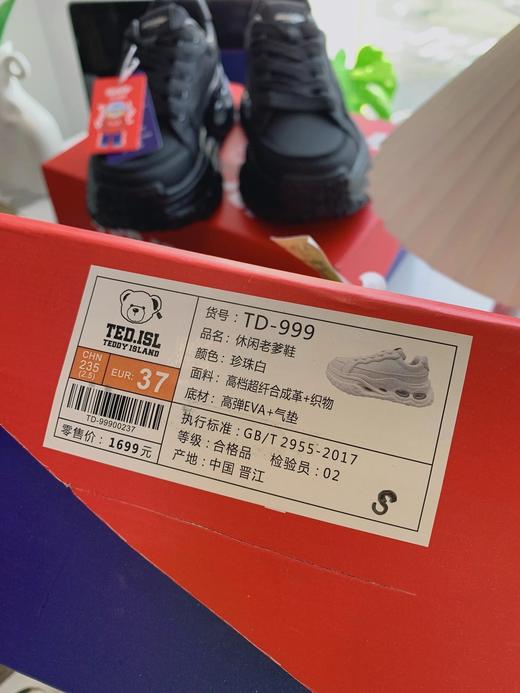 TED.ISL
TEDDY ISLAND
CHN
235
(2.5)
EUR: 37
TD-99900237
零售价：1699元
货号：TD-999
品名：休闲老爹鞋
颜色：珍珠白
面料：高档超纤合成革+织物
底材：高弹EVA+气垫
执行标准：GB/T 2955-2017
等级：合格品 检验员：02
产地：中国 晋江
S